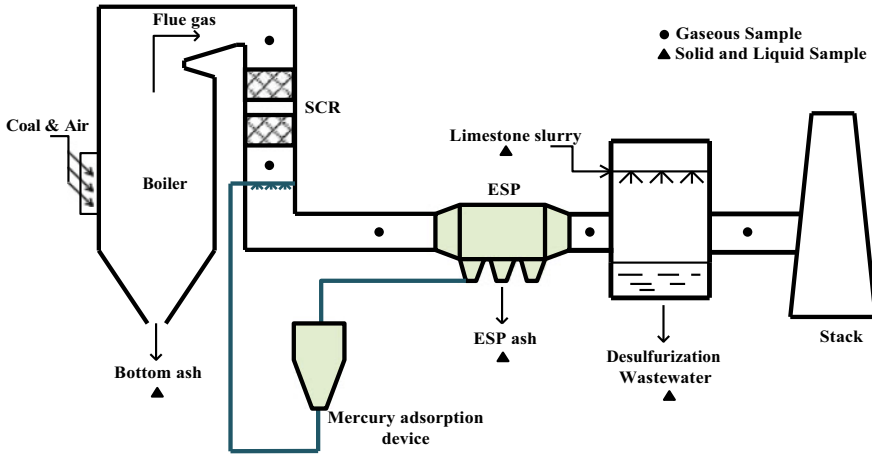 Flue gas
Gaseous Sample
Solid and Liquid Sample
SCR
Coal & Air
Limestone slurry
Boiler
ESP
Bottom ash
ESP ash
Desulfurization
Wastewater
Stack
Mercury adsorption
device